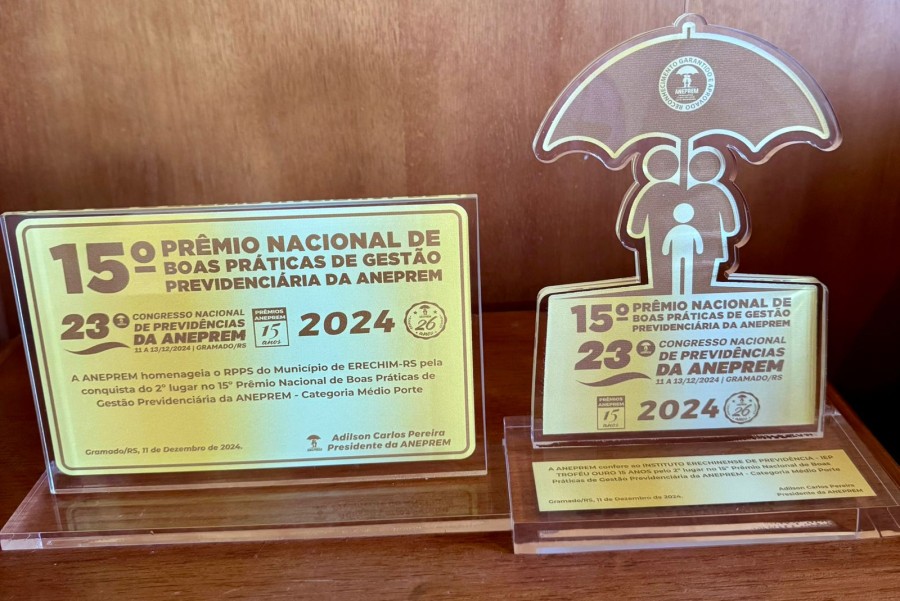 15º PRÊMIO NACIONAL DE
BOAS PRÁTICAS DE GESTÃO
PREVIDENCIÁRIA DA ANEPREM
23º CONGRESSO NACIONAL
DE PREVIDÊNCIAS
DA ANEPREM
11 A 13/12/2024 | GRAMADO/RS
PRÊMIOS
ANEPREM
15
anos
2024
26
anos
A ANEPREM homenageia o RPPS do Município de ERECHIM-RS pela
conquista do 2º lugar no 15º Prêmio Nacional de Boas Práticas de
Gestão Previdenciária da ANEPREM - Categoria Médio Porte
Gramado/RS, 11 de Dezembro de 2024.
ANEPREM
Adilson Carlos Pereira
Presidente da ANEPREM
RECONHECIMENTO GARANTIDO E APROVADO
ANEPREM
15º PRÊMIO NACIONAL DE
BOAS PRÁTICAS DE GESTÃO
PREVIDENCIÁRIA DA ANEPREM
23º CONGRESSO NACIONAL
DE PREVIDÊNCIAS
DA ANEPREM
11 A 13/12/2024 | GRAMADO/RS
PRÊMIOS
ANEPREM
15
anos
2024
26
A ANEPREM confere ao INSTITUTO ERECHINENSE DE PREVIDÊNCIA - IEP
TROFÉU OURO 15 ANOS pelo 2º lugar no 15º Prêmio Nacional de Boas
Práticas de Gestão Previdenciária da ANEPREM - Categoria Médio Porte
Gramado/RS, 11 de Dezembro de 2024.
Adilson Carlos Pereira
Presidente da ANEPREM